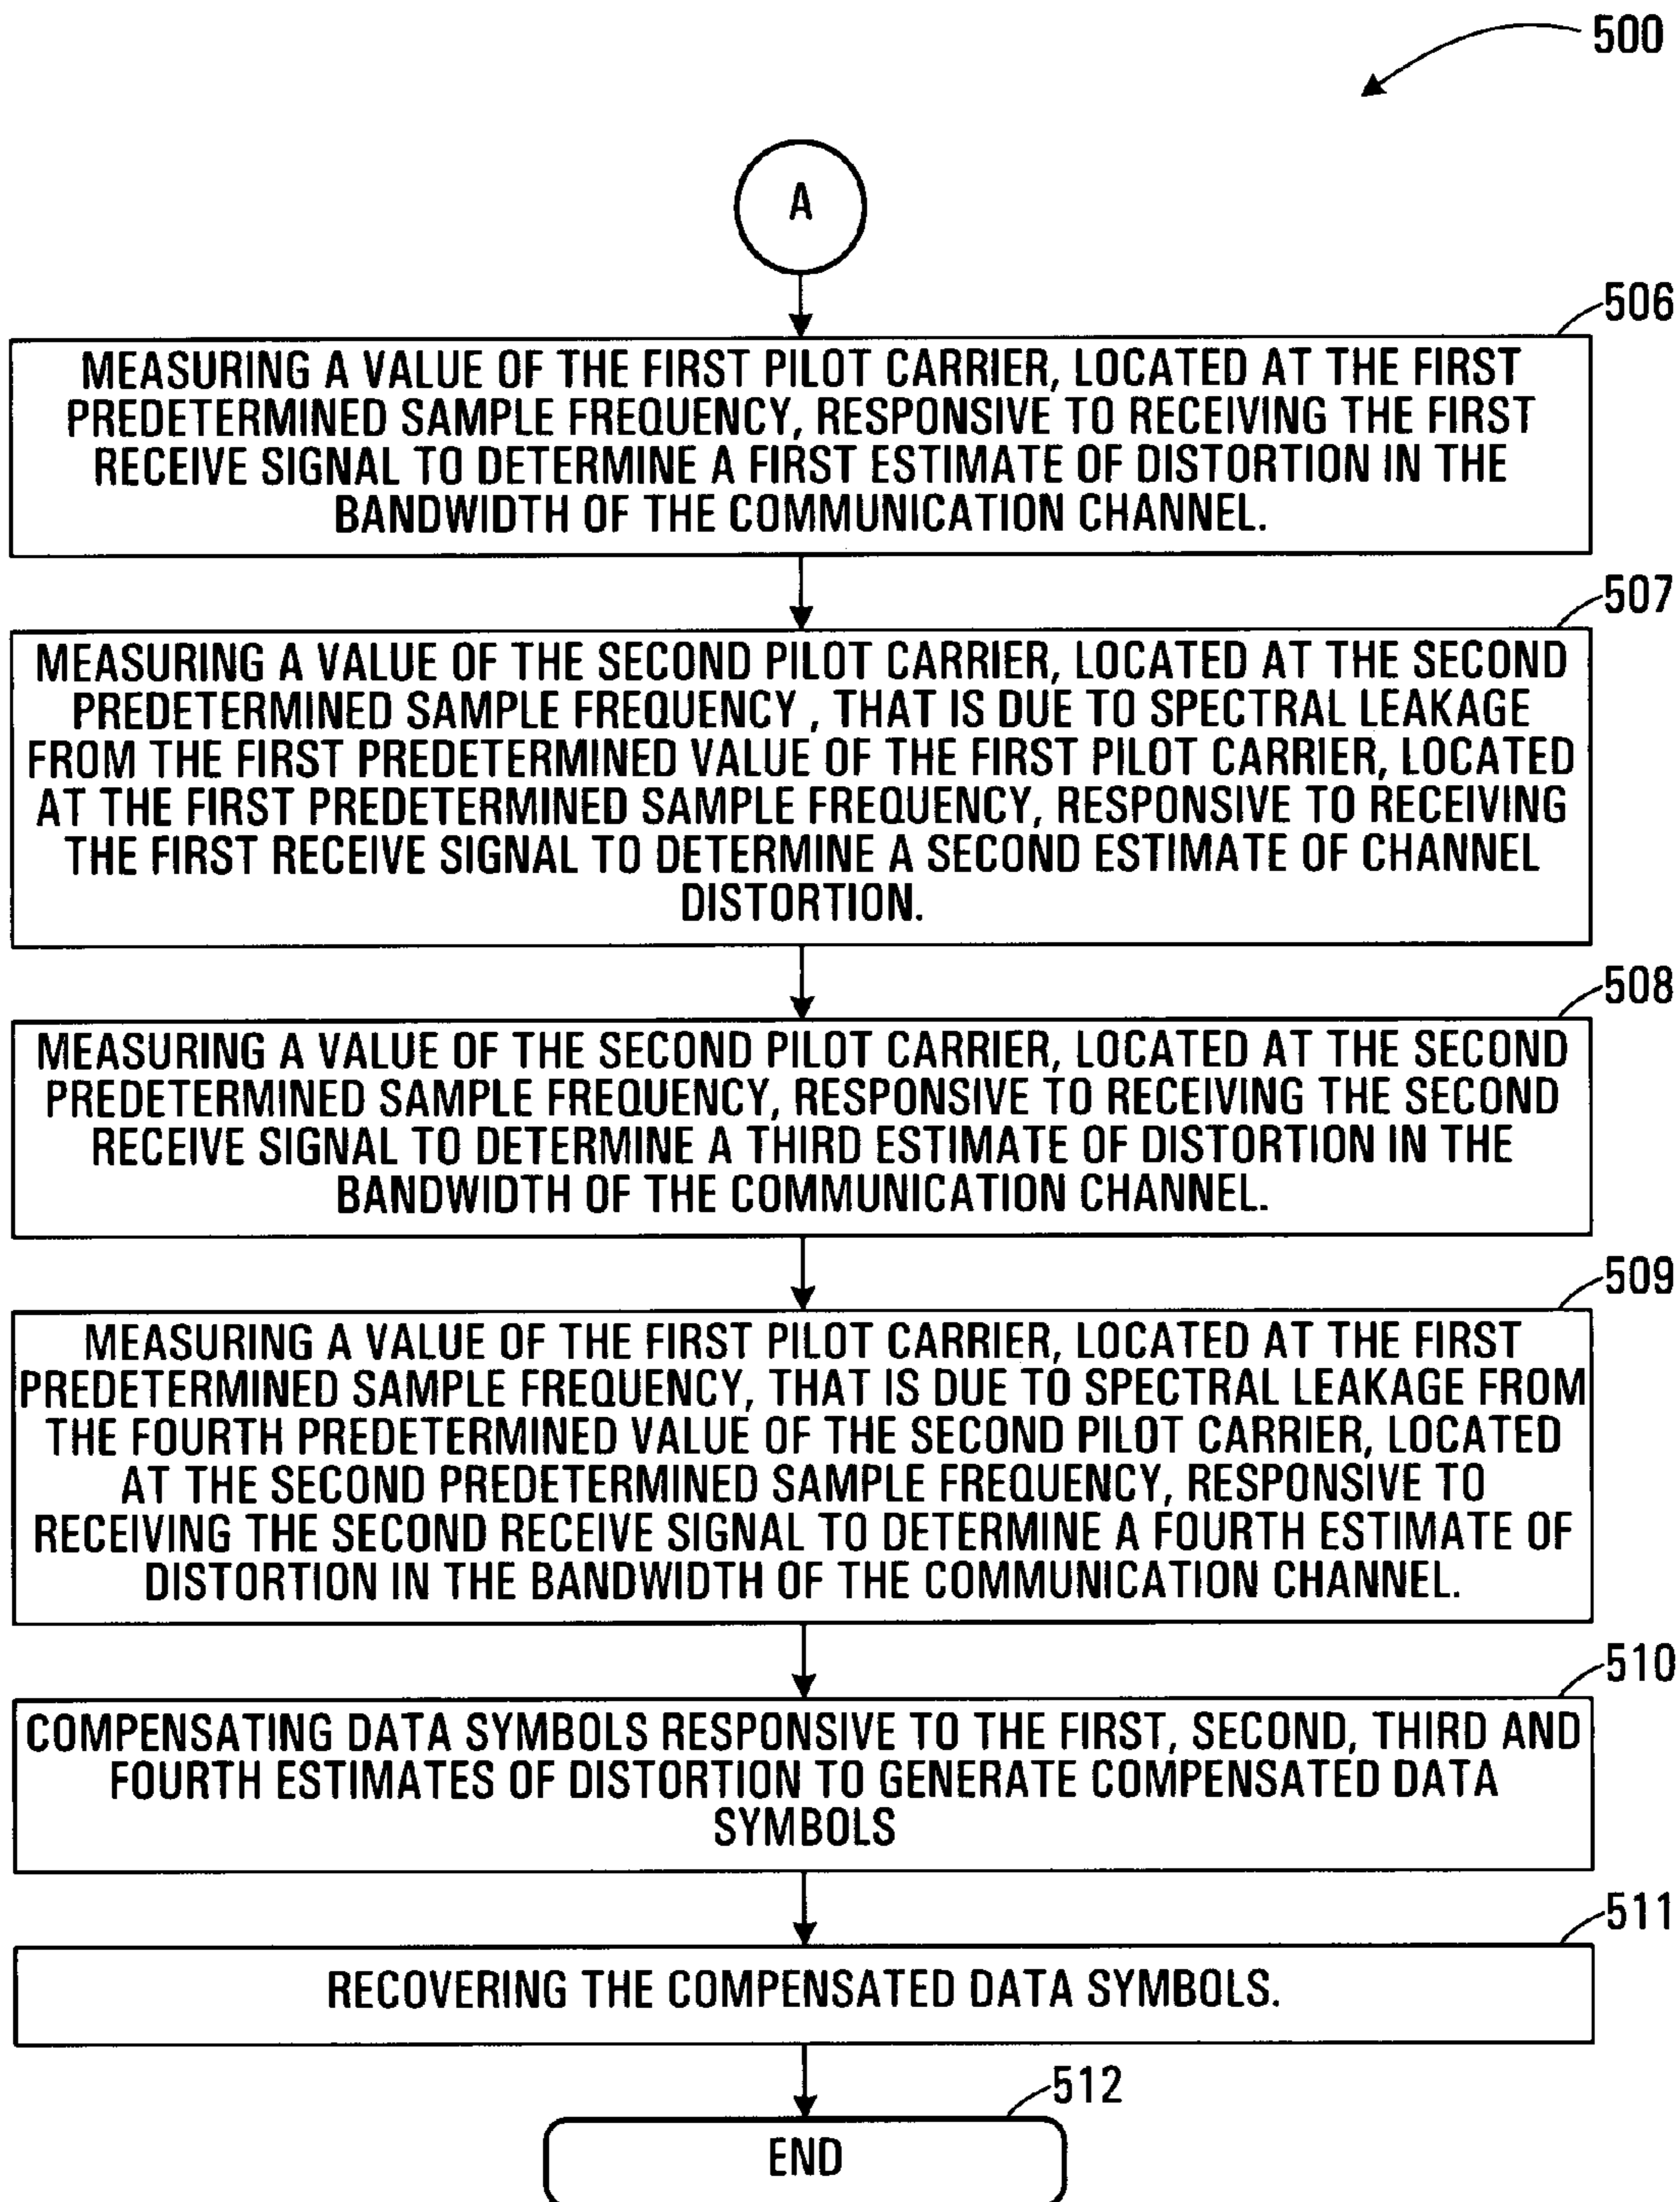 500
A
506
MEASURING A VALUE OF THE FIRST PILOT CARRIER, LOCATED AT THE FIRST
PREDETERMINED SAMPLE FREQUENCY, RESPONSIVE TO RECEIVING THE FIRST
RECEIVE SIGNAL TO DETERMINE A FIRST ESTIMATE OF DISTORTION IN THE
BANDWIDTH OF THE COMMUNICATION CHANNEL.
507
MEASURING A VALUE OF THE SECOND PILOT CARRIER, LOCATED AT THE SECOND
PREDETERMINED SAMPLE FREQUENCY , THAT IS DUE TO SPECTRAL LEAKAGE
FROM THE FIRST PREDETERMINED VALUE OF THE FIRST PILOT CARRIER, LOCATED
AT THE FIRST PREDETERMINED SAMPLE FREQUENCY, RESPONSIVE TO RECEIVING
THE FIRST RECEIVE SIGNAL TO DETERMINE A SECOND ESTIMATE OF CHANNEL
DISTORTION.
508
MEASURING A VALUE OF THE SECOND PILOT CARRIER, LOCATED AT THE SECOND
PREDETERMINED SAMPLE FREQUENCY, RESPONSIVE TO RECEIVING THE SECOND
RECEIVE SIGNAL TO DETERMINE A THIRD ESTIMATE OF DISTORTION IN THE
BANDWIDTH OF THE COMMUNICATION CHANNEL.
509
MEASURING A VALUE OF THE FIRST PILOT CARRIER, LOCATED AT THE FIRST
PREDETERMINED SAMPLE FREQUENCY, THAT IS DUE TO SPECTRAL LEAKAGE FROM
THE FOURTH PREDETERMINED VALUE OF THE SECOND PILOT CARRIER, LOCATED
AT THE SECOND PREDETERMINED SAMPLE FREQUENCY, RESPONSIVE TO
RECEIVING THE SECOND RECEIVE SIGNAL TO DETERMINE A FOURTH ESTIMATE OF
DISTORTION IN THE BANDWIDTH OF THE COMMUNICATION CHANNEL.
510
COMPENSATING DATA SYMBOLS RESPONSIVE TO THE FIRST, SECOND, THIRD AND
FOURTH ESTIMATES OF DISTORTION TO GENERATE COMPENSATED DATA
SYMBOLS
511
RECOVERING THE COMPENSATED DATA SYMBOLS.
512
END